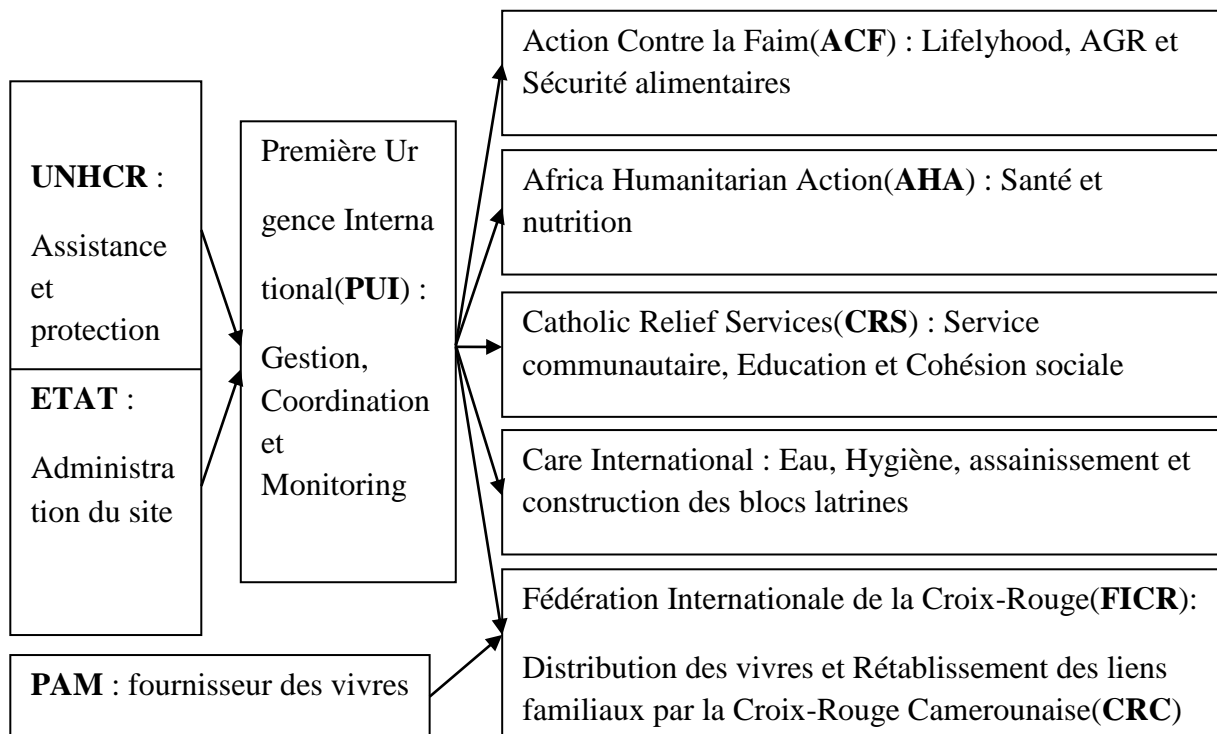 UNHCR :
Assistance
et
protection
ETAT :
Administra
tion du site
PAM : fournisseur des vivres
Première Ur
gence Interna
tional(PUI) :
Gestion,
Coordination
et
Monitoring
Action Contre la Faim(ACF) : Lifelyhood, AGR et
Sécurité alimentaires
Africa Humanitarian Action(AHA) : Santé et
nutrition
Catholic Relief Services(CRS) : Service
communautaire, Education et Cohésion sociale
Care International : Eau, Hygiène, assainissement et
construction des blocs latrines
Fédération Internationale de la Croix-Rouge(FICR):
Distribution des vivres et Rétablissement des liens
familiaux par la Croix-Rouge Camerounaise(CRC)